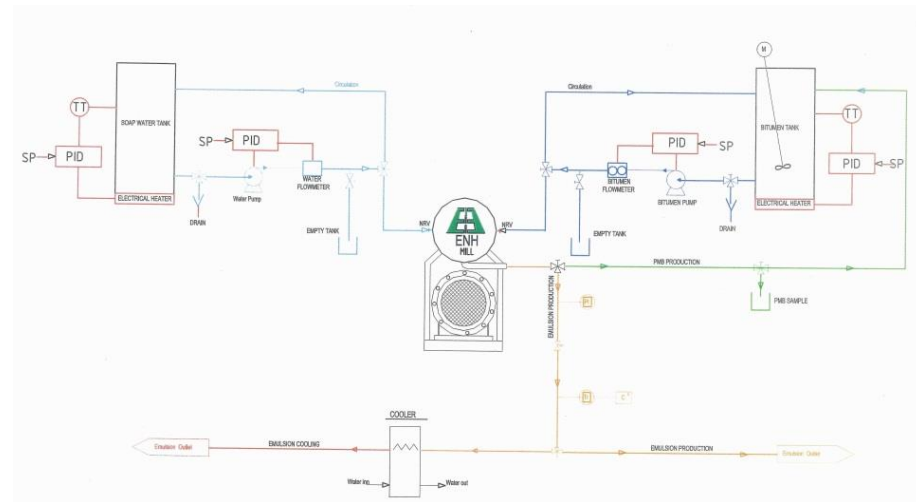 M
Circulation
Circulation
TT
SOAP WATER TANK
BITUMEN TANK
TT
SP
PID
SP
PID
PID
SP
PID
SP
WATER
FLOWMETER
Water Pump
BITUMEN
FLOWMETER
BITUMEN PUMP
ELECTRICAL HEATER
ELECTRICAL HEATER
DRAIN
DRAIN
EMPTY TANK
EMPTY TANK
NRV
NRV
ENH
MILL
PMB PRODUCTION
EMULSION PRODUCTION
PMB SAMPLE
C°
COOLER
Emulsion Outlet
EMULSION COOLING
EMULSION PRODUCTION
Emulsion Outlet
Water inp
Water out